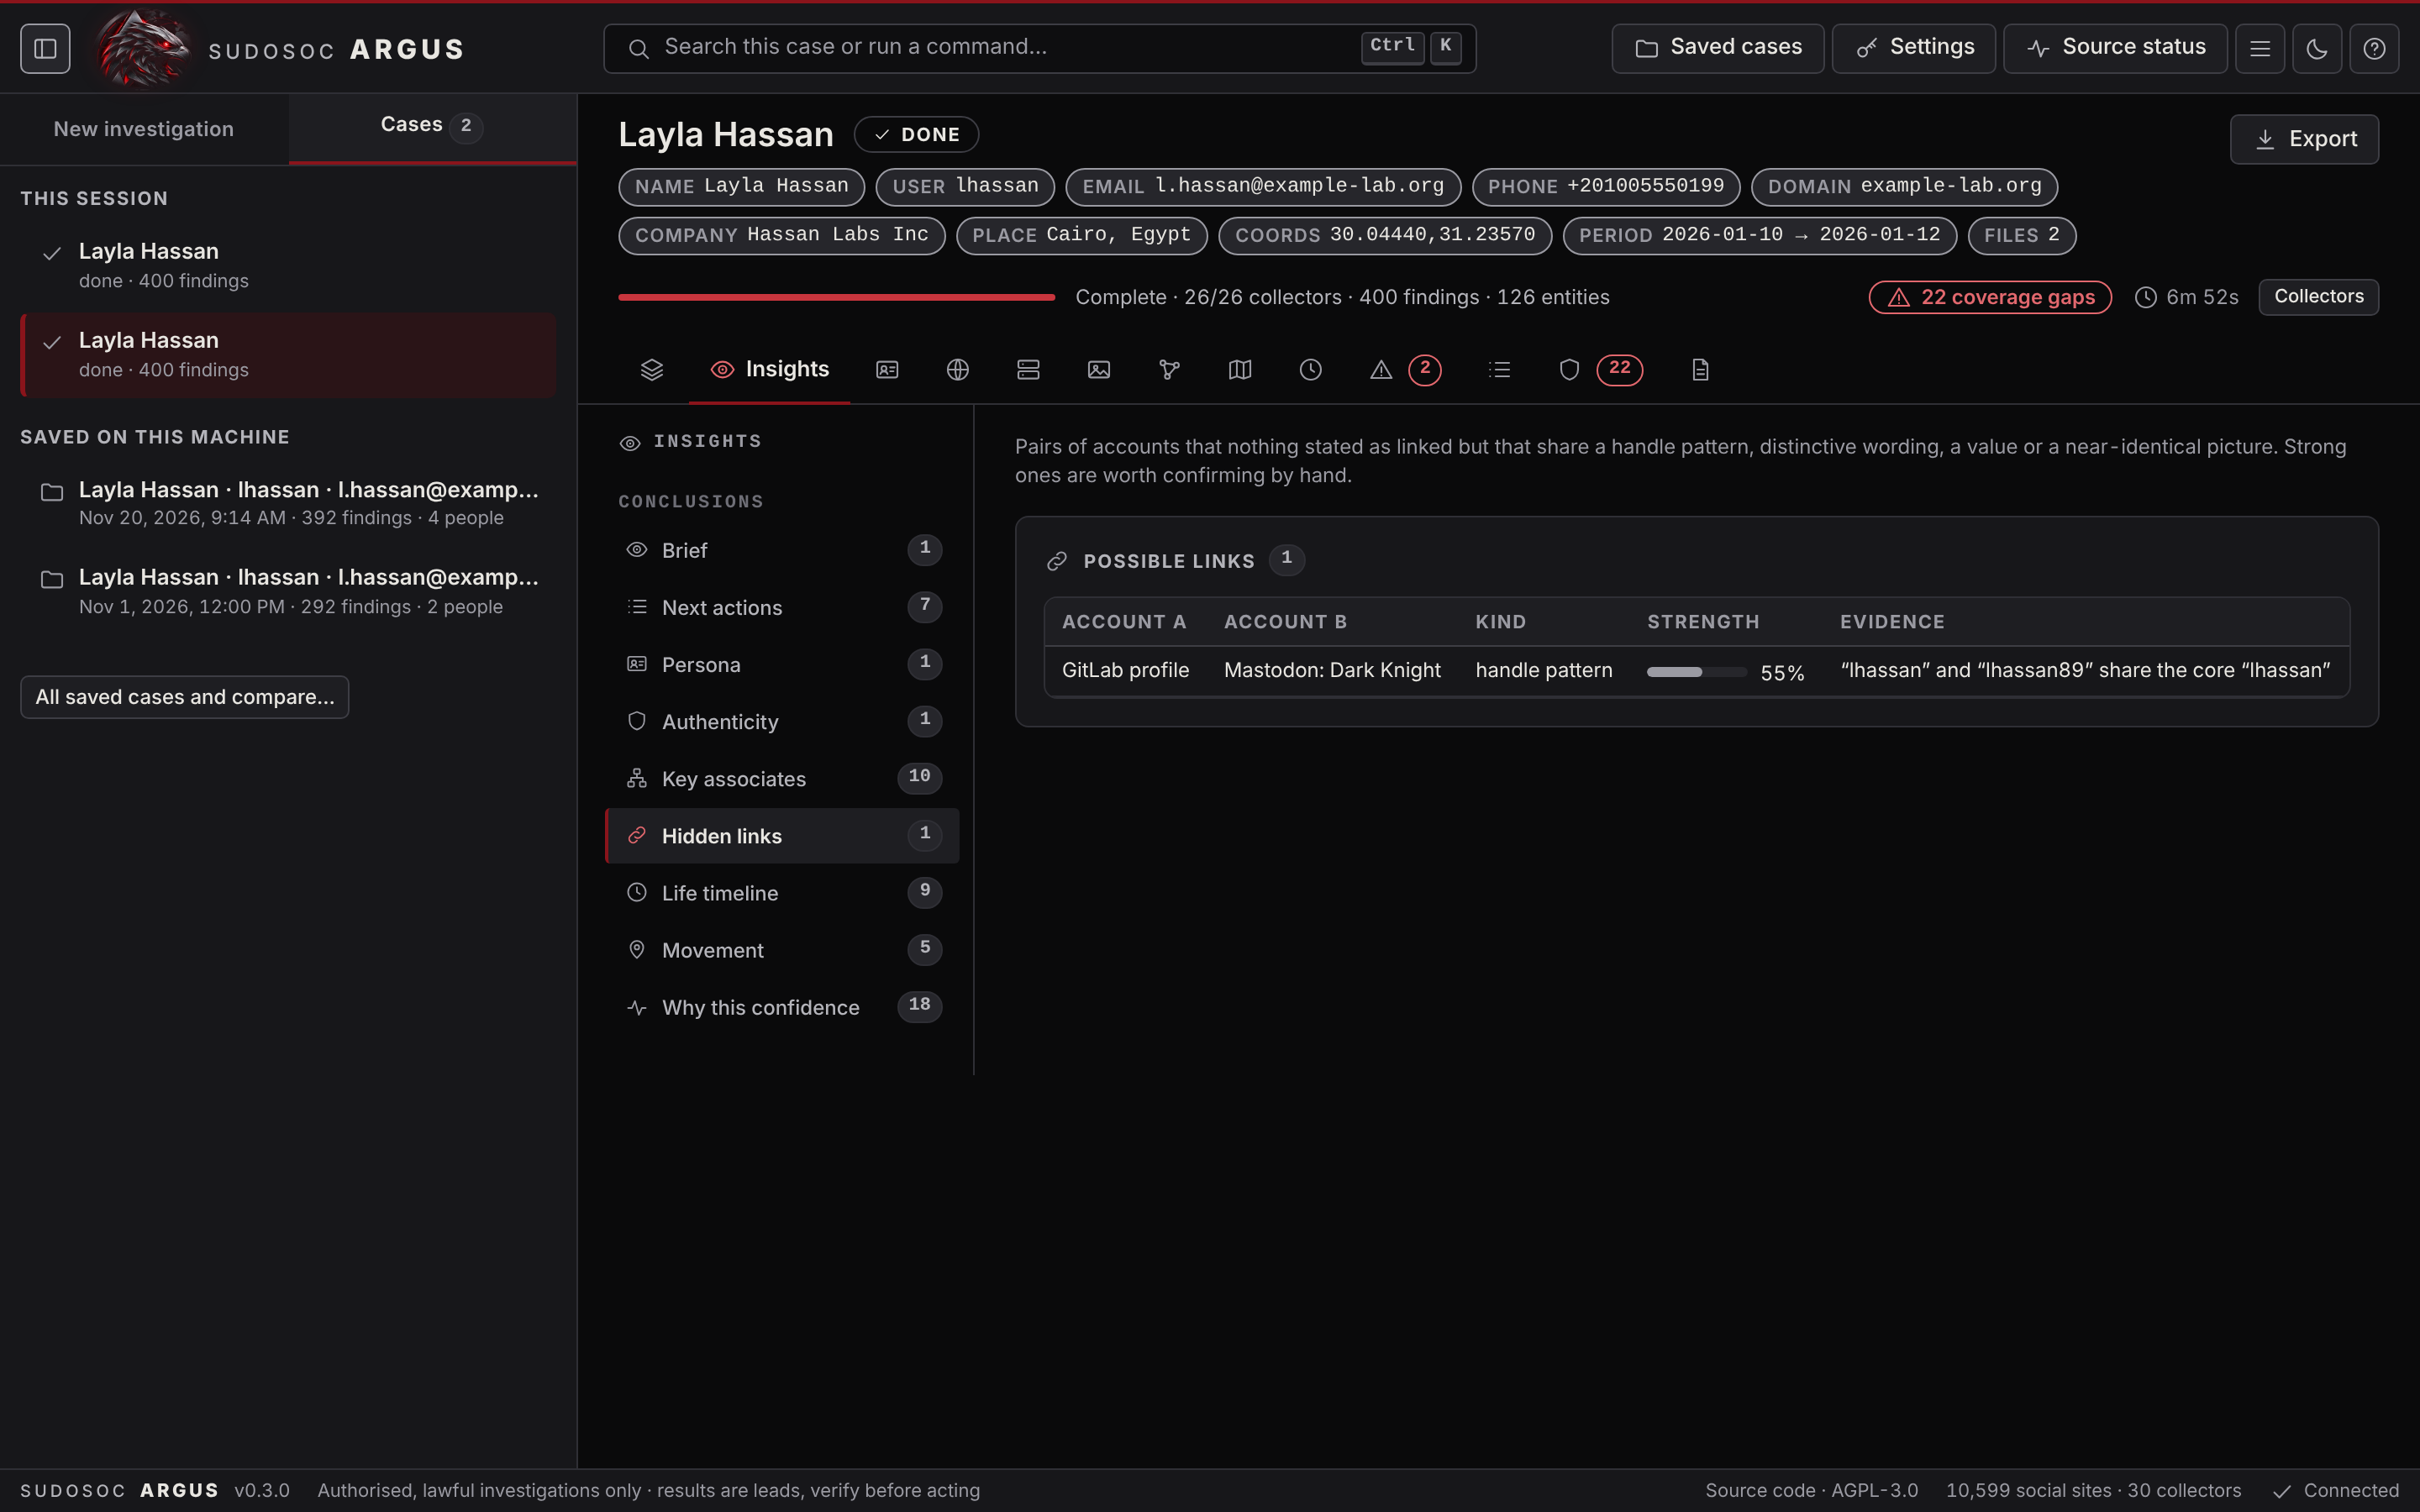 SUDOSOC ARGUS
Search this case or run a command... Ctrl K
Saved cases
Settings
Source status
New investigation
Cases 2
THIS SESSION
Layla Hassan
done · 400 findings
Layla Hassan
done · 400 findings
SAVED ON THIS MACHINE
Layla Hassan · lhassan · l.hassan@examp...
Nov 20, 2026, 9:14 AM · 392 findings · 4 people
Layla Hassan · lhassan · l.hassan@examp...
Nov 1, 2026, 12:00 PM · 292 findings · 2 people
All saved cases and compare...
Layla Hassan DONE
Export
NAME Layla Hassan USER lhassan EMAIL l.hassan@example-lab.org PHONE +201005550199 DOMAIN example-lab.org
COMPANY Hassan Labs Inc PLACE Cairo, Egypt COORDS 30.04440,31.23570 PERIOD 2026-01-10 → 2026-01-12 FILES 2
Complete · 26/26 collectors · 400 findings · 126 entities
22 coverage gaps
6m 52s
Collectors
Insights
2
22
INSIGHTS
CONCLUSIONS
Brief 1
Next actions 7
Persona 1
Authenticity 1
Key associates 10
Hidden links 1
Life timeline 9
Movement 5
Why this confidence 18
Pairs of accounts that nothing stated as linked but that share a handle pattern, distinctive wording, a value or a near-identical picture. Strong
ones are worth confirming by hand.
POSSIBLE LINKS 1
ACCOUNT A ACCOUNT B KIND STRENGTH EVIDENCE
GitLab profile Mastodon: Dark Knight handle pattern 55% “lhassan” and “lhassan89” share the core “lhassan”
SUDOSOC ARGUS v0.3.0 Authorised, lawful investigations only · results are leads, verify before acting
Source code · AGPL-3.0 10,599 social sites · 30 collectors Connected